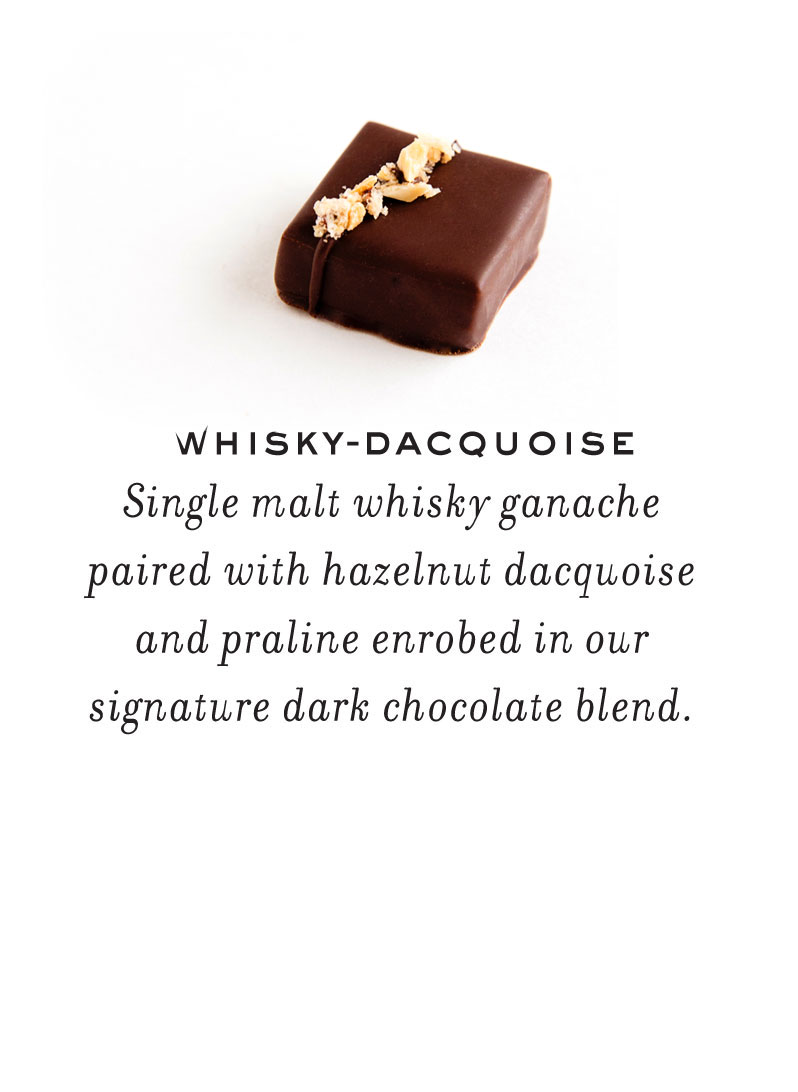 WHISKY-DACQUOISE
Single malt whisky ganache
paired with hazelnut dacquoise
and praline enrobed in our
signature dark chocolate blend.